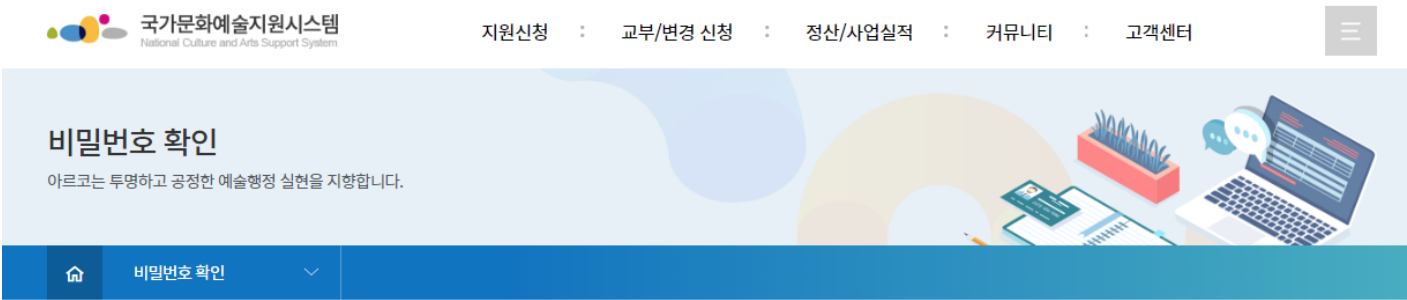 국가문화예술지원시스템
National Culture and Arts Support System
지원신청 : 교부/변경 신청 : 정산/사업실적 : 커뮤니티 : 고객센터
비밀번호 확인
아르코는 투명하고 공정한 예술행정 실현을 지향합니다.
비밀번호 확인